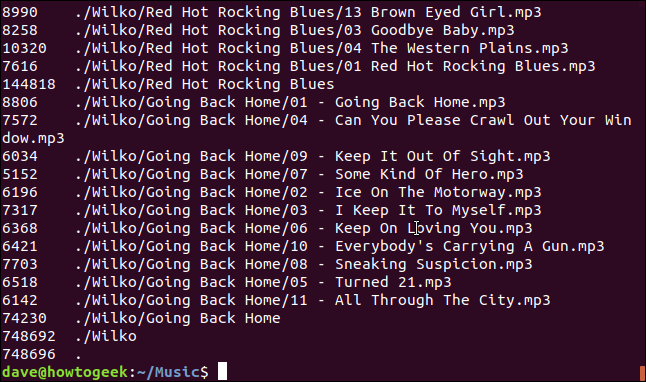 8990    ./Wilko/Red Hot Rocking Blues/13 Brown Eyed Girl.mp3
8258    ./Wilko/Red Hot Rocking Blues/03 Goodbye Baby.mp3
10320   ./Wilko/Red Hot Rocking Blues/04 The Western Plains.mp3
7616    ./Wilko/Red Hot Rocking Blues/01 Red Hot Rocking Blues.mp3
144818  ./Wilko/Red Hot Rocking Blues
8806    ./Wilko/Going Back Home/01 - Going Back Home.mp3
7572    ./Wilko/Going Back Home/04 - Can You Please Crawl Out Your Win
dow.mp3
6034    ./Wilko/Going Back Home/09 - Keep It Out Of Sight.mp3
5152    ./Wilko/Going Back Home/07 - Some Kind Of Hero.mp3
6196    ./Wilko/Going Back Home/02 - Ice On The Motorway.mp3
7317    ./Wilko/Going Back Home/03 - I Keep It To Myself.mp3
6368    ./Wilko/Going Back Home/06 - Keep On Loving You.mp3
6421    ./Wilko/Going Back Home/10 - Everybody's Carrying A Gun.mp3
7703    ./Wilko/Going Back Home/08 - Sneaking Suspicion.mp3
6518    ./Wilko/Going Back Home/05 - Turned 21.mp3
6142    ./Wilko/Going Back Home/11 - All Through The City.mp3
74230   ./Wilko/Going Back Home
748692  ./Wilko
748696  .
dave@howtogeek:~/Music$